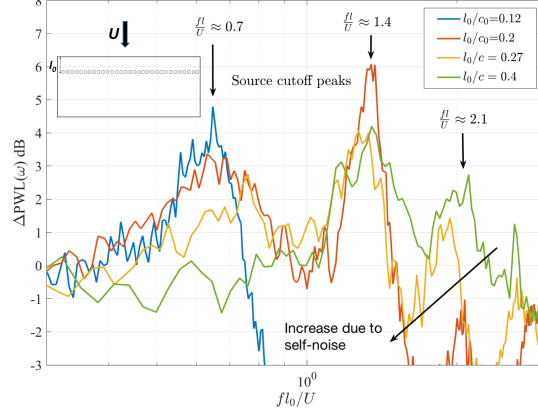 U
l₀
fl/U ≈ 0.7
fl/U ≈ 1.4
fl/U ≈ 2.1
l₀/c₀=0.12
l₀/c₀=0.2
l₀/c = 0.27
l₀/c = 0.4
Source cutoff peaks
Increase due to
self-noise
ΔPWL(ω) dB
8
7
6
5
4
3
2
1
0
-1
-2
-3
10⁰
fl₀/U